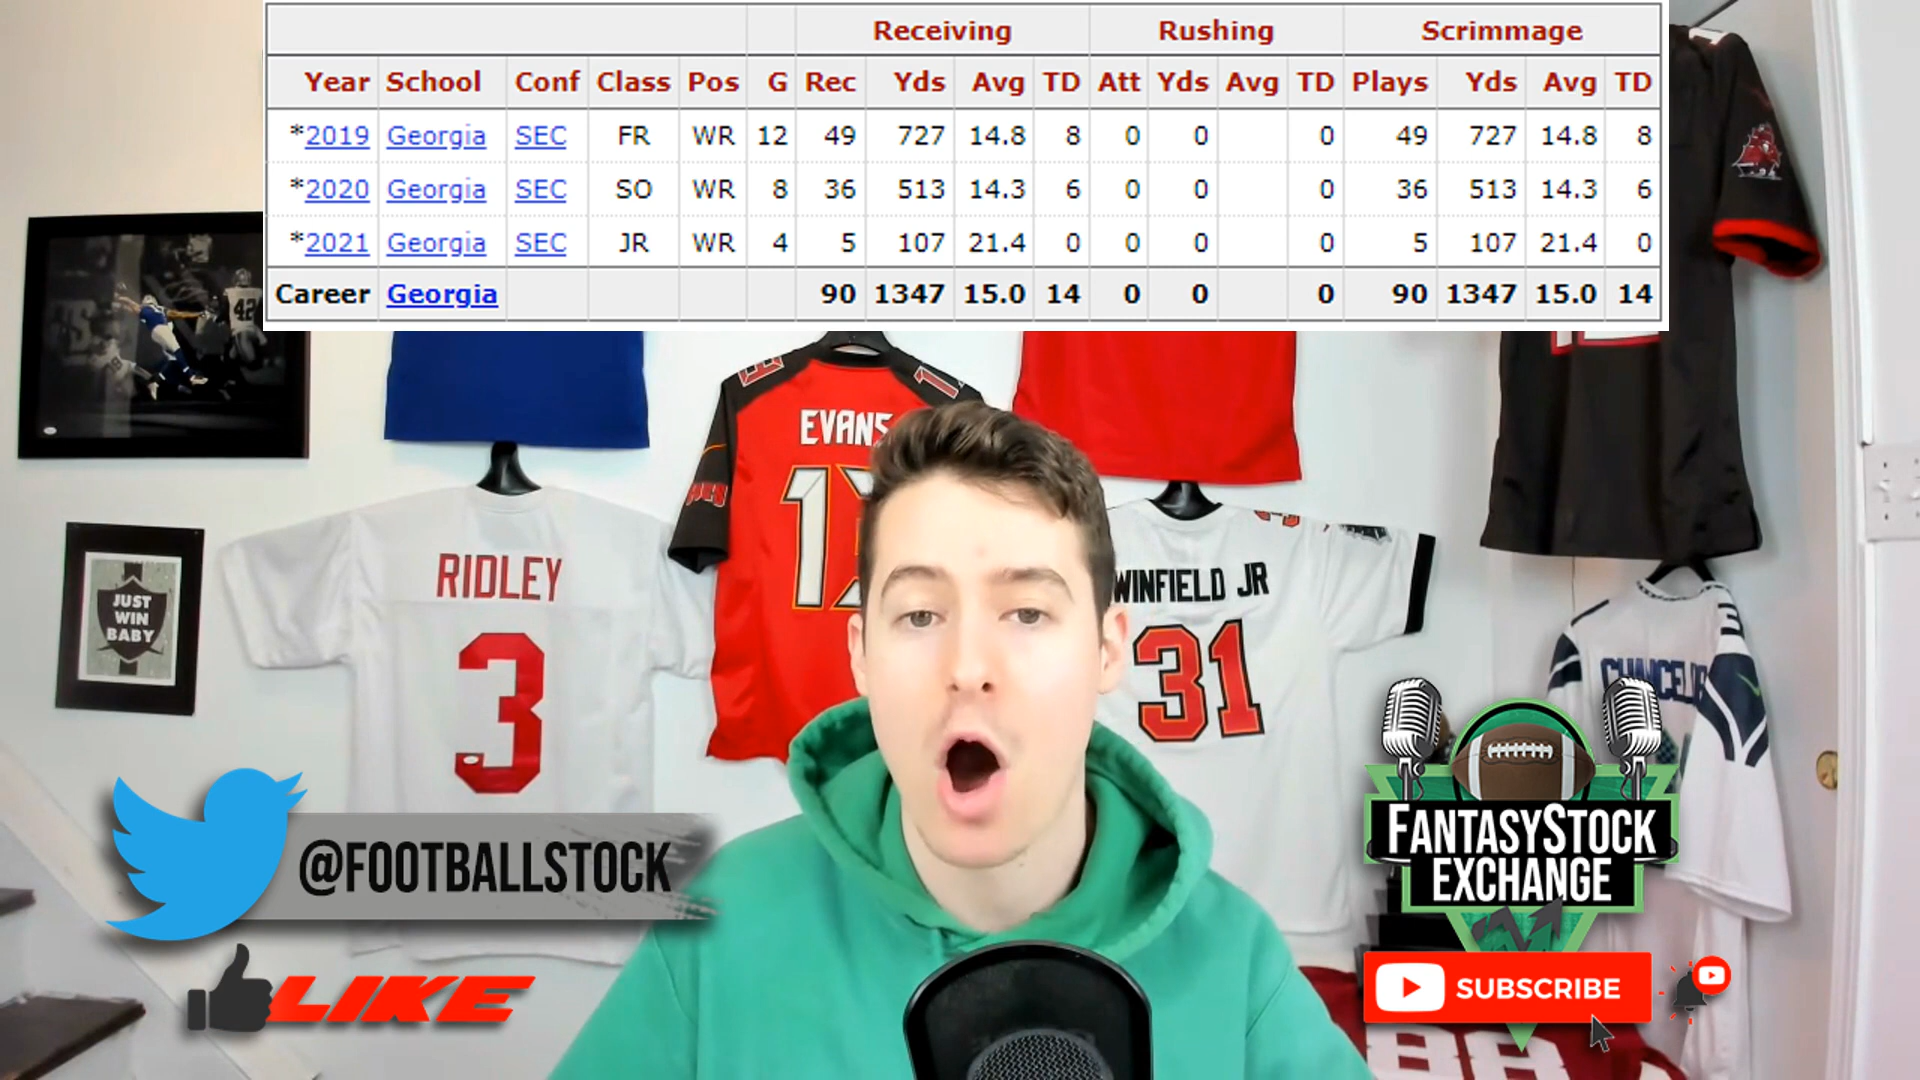 Receiving Rushing Scrimmage
Year School Conf Class Pos G Rec Yds Avg TD Att Yds Avg TD Plays Yds Avg TD
*2019 Georgia SEC FR WR 12 49 727 14.8 8 0 0 0 49 727 14.8 8
*2020 Georgia SEC SO WR 8 36 513 14.3 6 0 0 0 36 513 14.3 6
*2021 Georgia SEC JR WR 4 5 107 21.4 0 0 0 0 5 107 21.4 0
Career Georgia 90 1347 15.0 14 0 0 0 90 1347 15.0 14
42
EVANS
RIDLEY
3
WINFIELD JR
31
JUST
WIN
BABY
@FOOTBALLSTOCK
LIKE
FANTASYSTOCK
EXCHANGE
SUBSCRIBE
88